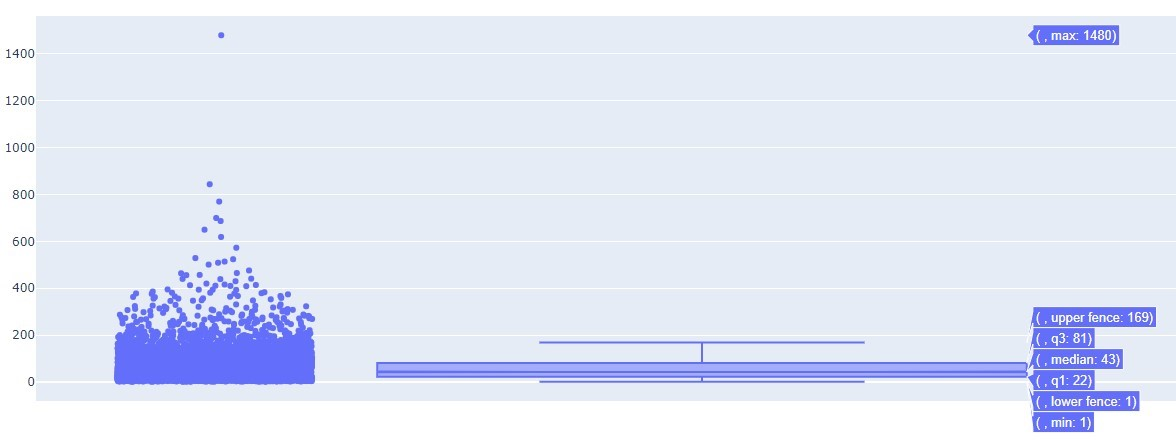 1400
1200
1000
800
600
400
200
0
( , max: 1480)
( , upper fence: 169)
( , q3: 81)
( , median: 43)
( , q1: 22)
( , lower fence: 1)
( , min: 1)